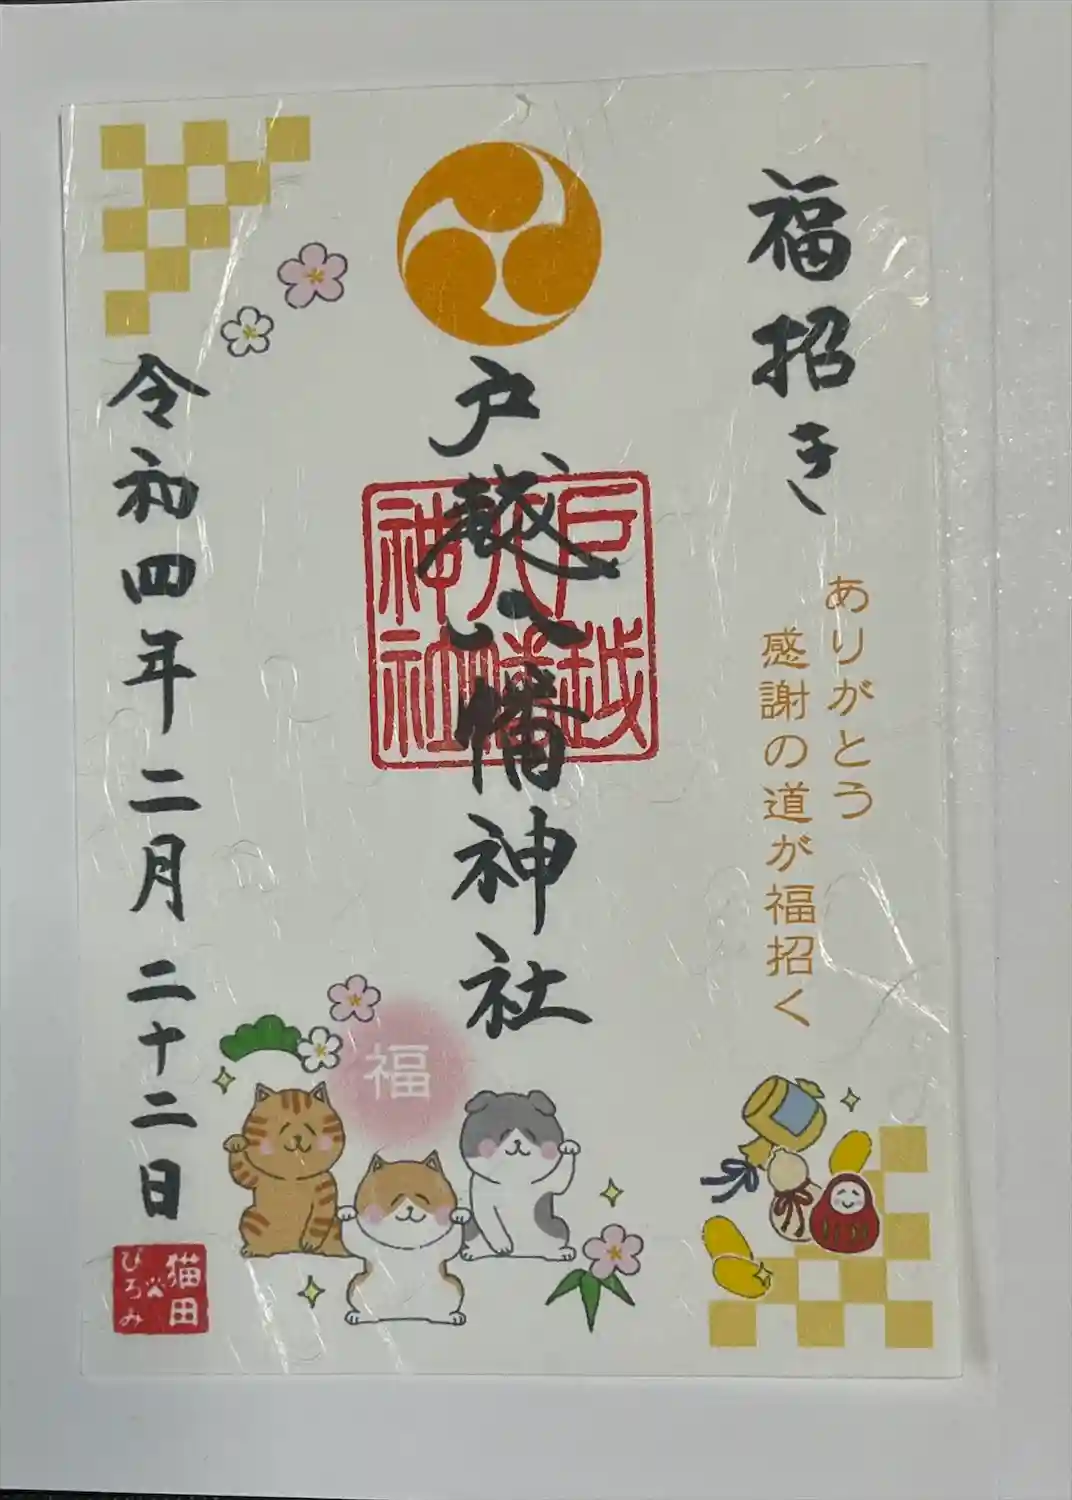 福招き
ありがとう
感謝の道が福招く
戸越八幡神社
戸越
八幡
神社
令和四年二月二十二日
福
猫田
ひろみ